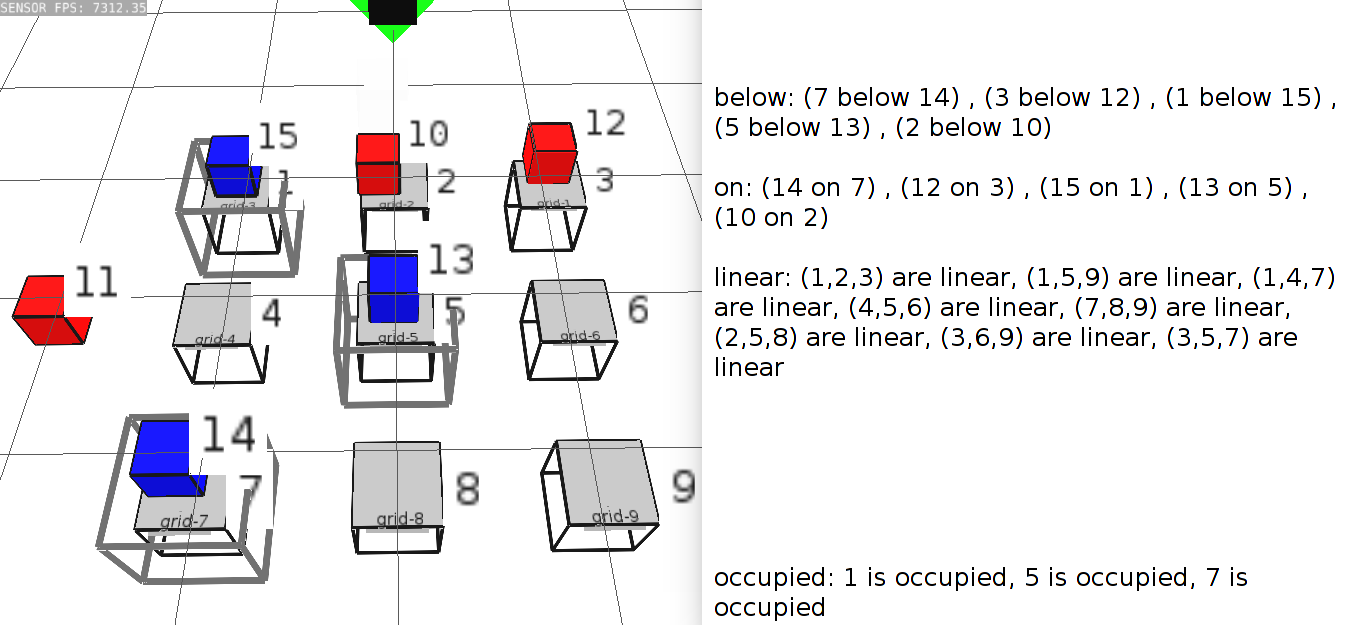 SENSOR FPS: 7312.35
15
10
12
1
2
3
grid-3
grid-2
grid-1
13
11
4
5
6
grid-4
grid-5
grid-6
14
7
8
9
grid-7
grid-8
grid-9
below: (7 below 14) , (3 below 12) , (1 below 15) ,
(5 below 13) , (2 below 10)
on: (14 on 7) , (12 on 3) , (15 on 1) , (13 on 5) ,
(10 on 2)
linear: (1,2,3) are linear, (1,5,9) are linear, (1,4,7)
are linear, (4,5,6) are linear, (7,8,9) are linear,
(2,5,8) are linear, (3,6,9) are linear, (3,5,7) are
linear
occupied: 1 is occupied, 5 is occupied, 7 is
occupied